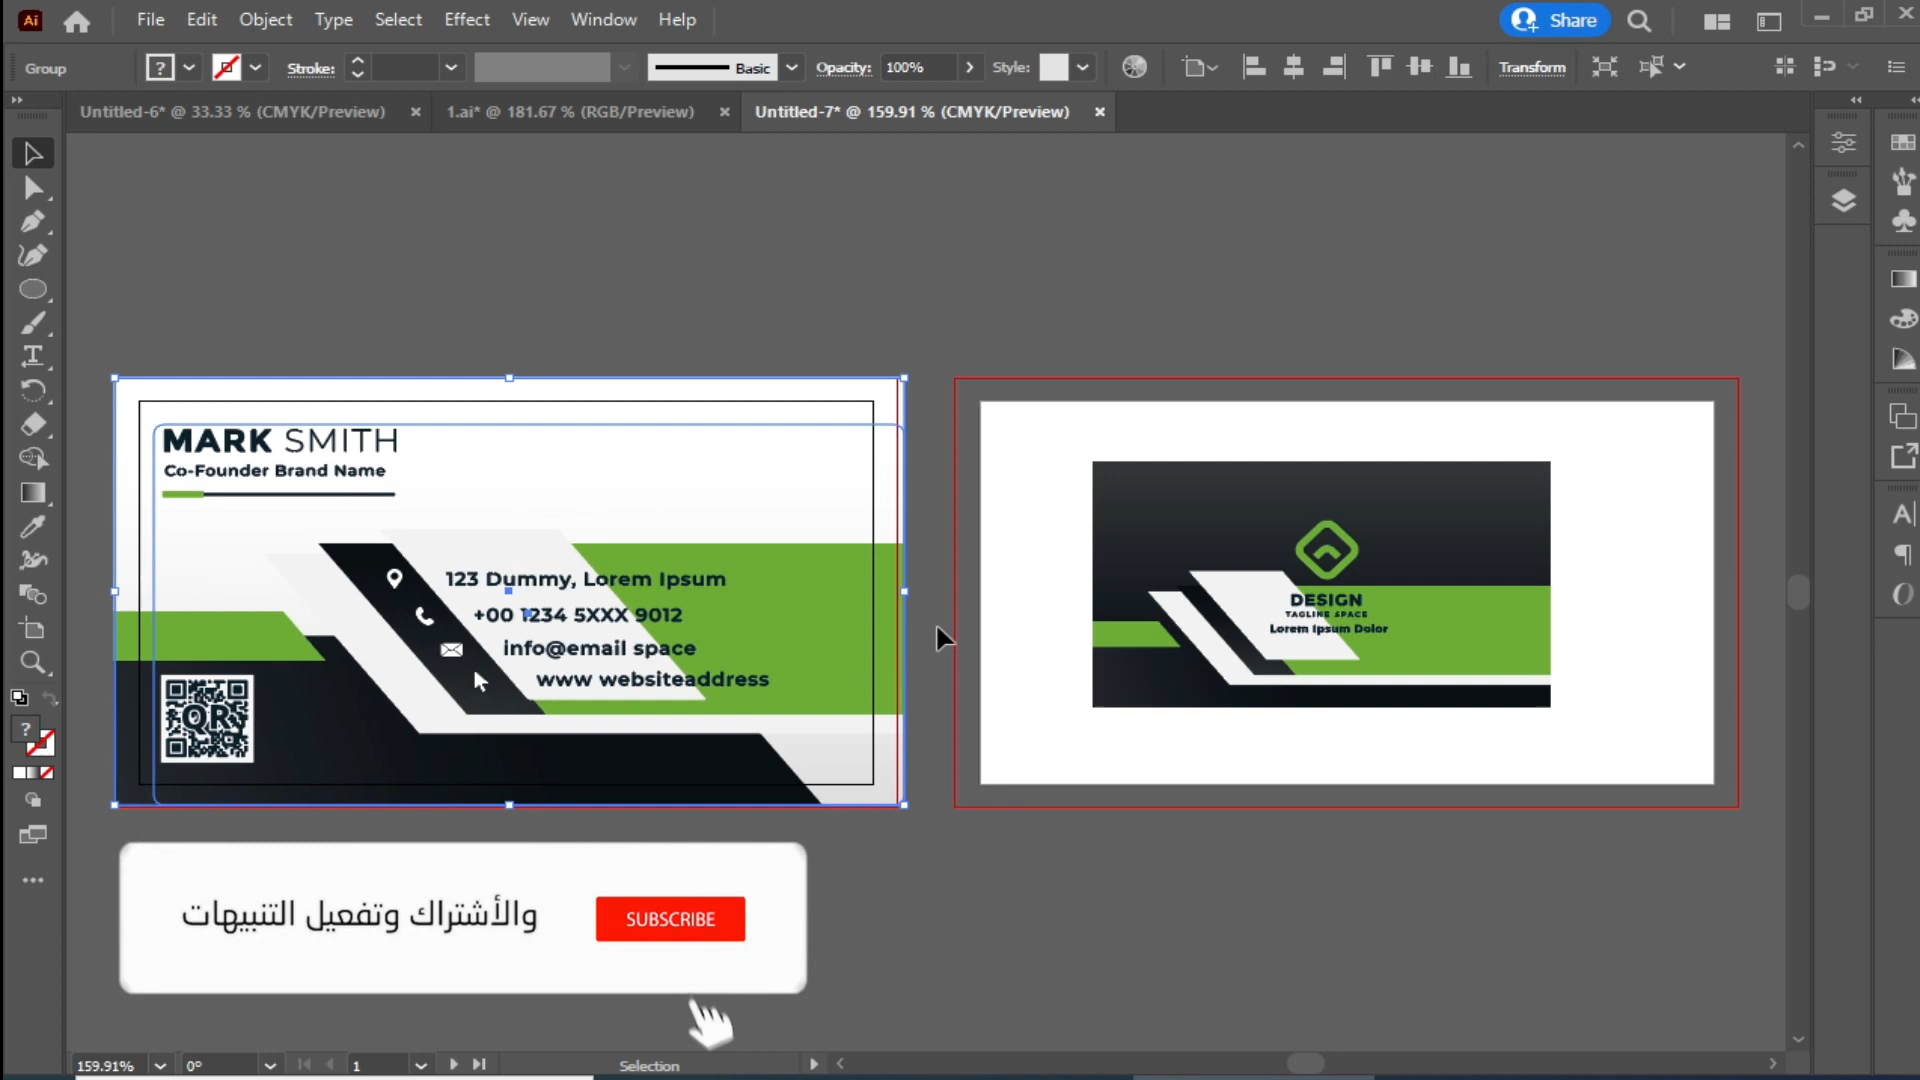 Ai
File Edit Object Type Select Effect View Window Help
Share
Group
?
Stroke:
Basic
Opacity: 100%
Style:
Transform
Untitled-6* @ 33.33 % (CMYK/Preview)
1.ai* @ 181.67 % (RGB/Preview)
Untitled-7* @ 159.91 % (CMYK/Preview)
MARK SMITH
Co-Founder Brand Name
123 Dummy, Lorem Ipsum
+00 1234 5XXX 9012
info@email space
www websiteaddress
QR
DESIGN
TAGLINE SPACE
Lorem Ipsum Dolor
?
والأشتراك وتفعيل التنبيهات
SUBSCRIBE
159.91%
0°
1
Selection